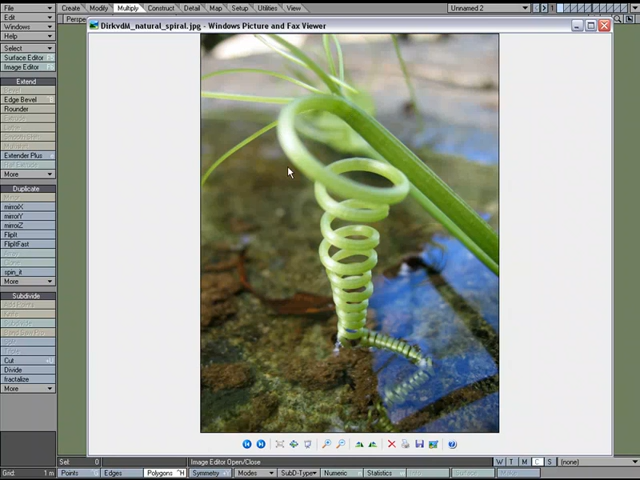 File Create Modify Multiply Construct Detail Map Setup Utilities View Unnamed 2
Edit
Windows
Help
Select
Surface Editor
Image Editor
Extend
Edge Bevel
Rounder
Extender Plus
More
Duplicate
mirrorX
mirrorY
mirrorZ
FlipIt
FlipItFast
spin_it
More
Subdivide
Cut
Divide
fractalize
More
Perspe
DirkvdM_natural_spiral.jpg - Windows Picture and Fax Viewer
Sel: 0 Image Editor Open/Close W T M C S (none)
Grid: 1 m Points Edges Polygons ^H Symmetry Modes SubD-Type Numeric Statistics